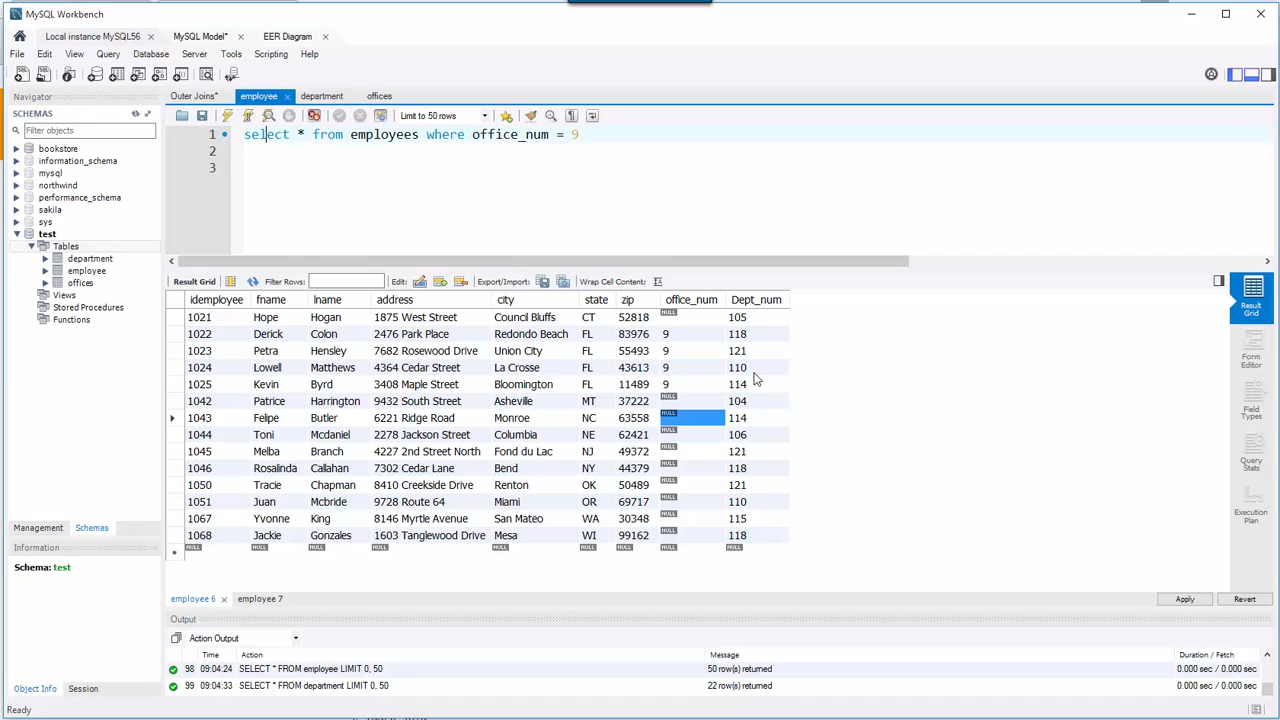 MySQL Workbench
Local instance MySQL56 MySQL Model* EER Diagram
File Edit View Query Database Server Tools Scripting Help
Navigator
SCHEMAS
Filter objects
bookstore
information_schema
mysql
northwind
performance_schema
sakila
sys
test
Tables
department
employee
offices
Views
Stored Procedures
Functions
Management Schemas
Information
Schema: test
Object Info Session
Outer Joins* employee department offices
Limit to 50 rows
1 select * from employees where office_num = 9
2
3
Result Grid Filter Rows: Edit: Export/Import: Wrap Cell Content:
idemployee fname lname address city state zip office_num Dept_num
1021 Hope Hogan 1875 West Street Council Bluffs CT 52818 NULL 105
1022 Derick Colon 2476 Park Place Redondo Beach FL 83976 9 118
1023 Petra Hensley 7682 Rosewood Drive Union City FL 55493 9 121
1024 Lowell Matthews 4364 Cedar Street La Crosse FL 43613 9 110
1025 Kevin Byrd 3408 Maple Street Bloomington FL 11489 9 114
1042 Patrice Harrington 9432 South Street Asheville MT 37222 NULL 104
1043 Felipe Butler 6221 Ridge Road Monroe NC 63558 NULL 114
1044 Toni Mcdaniel 2278 Jackson Street Columbia NE 62421 NULL 106
1045 Melba Branch 4227 2nd Street North Fond du Lac NJ 49372 NULL 121
1046 Rosalinda Callahan 7302 Cedar Lane Bend NY 44379 NULL 118
1050 Tracie Chapman 8410 Creekside Drive Renton OK 50489 NULL 121
1051 Juan Mcbride 9728 Route 64 Miami OR 69717 NULL 110
1067 Yvonne King 8146 Myrtle Avenue San Mateo WA 30348 NULL 115
1068 Jackie Gonzales 1603 Tanglewood Drive Mesa WI 99162 NULL 118
NULL NULL NULL NULL NULL NULL NULL NULL NULL
Result Grid
Form Editor
Field Types
Query Stats
Execution Plan
employee 6 employee 7 Apply Revert
Output
Action Output
Time Action Message Duration / Fetch
98 09:04:24 SELECT * FROM employee LIMIT 0, 50 50 row(s) returned 0.000 sec / 0.000 sec
99 09:04:33 SELECT * FROM department LIMIT 0, 50 22 row(s) returned 0.000 sec / 0.000 sec
Ready